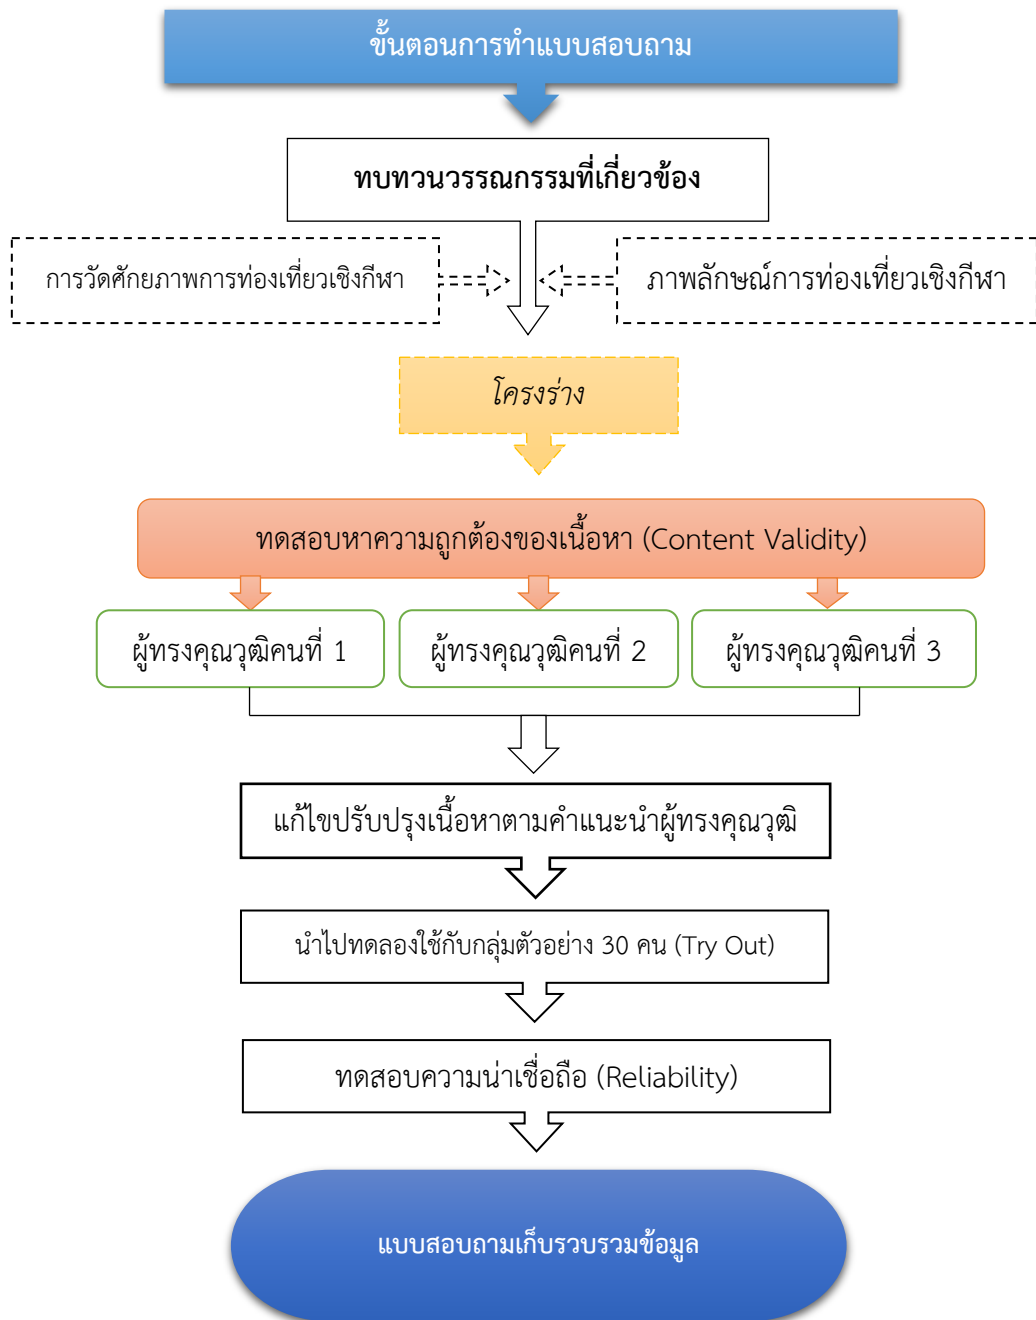 ขั้นตอนการทำแบบสอบถาม
ทบทวนวรรณกรรมที่เกี่ยวข้อง
การวัดศักยภาพการท่องเที่ยวเชิงกีฬา
ภาพลักษณ์การท่องเที่ยวเชิงกีฬา
โครงร่าง
ทดสอบหาความถูกต้องของเนื้อหา (Content Validity)
ผู้ทรงคุณวุฒิคนที่ 1
ผู้ทรงคุณวุฒิคนที่ 2
ผู้ทรงคุณวุฒิคนที่ 3
แก้ไขปรับปรุงเนื้อหาตามคำแนะนำผู้ทรงคุณวุฒิ
นำไปทดลองใช้กับกลุ่มตัวอย่าง 30 คน (Try Out)
ทดสอบความน่าเชื่อถือ (Reliability)
แบบสอบถามเก็บรวบรวมข้อมูล